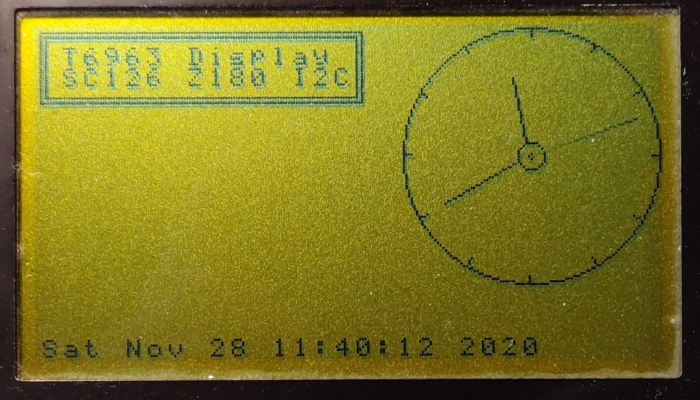 T6963 Display
SC126 Z180 I2C
Sat Nov 28 11:40:12 2020